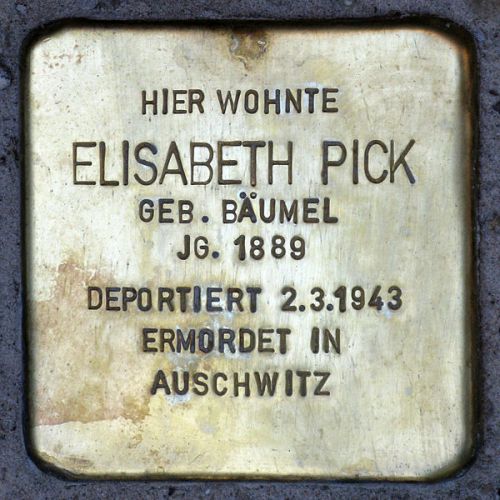 HIER WOHNTE
ELISABETH PICK
GEB. BÄUMEL
JG. 1889
DEPORTIERT 2.3.1943
ERMORDET IN
AUSCHWITZ